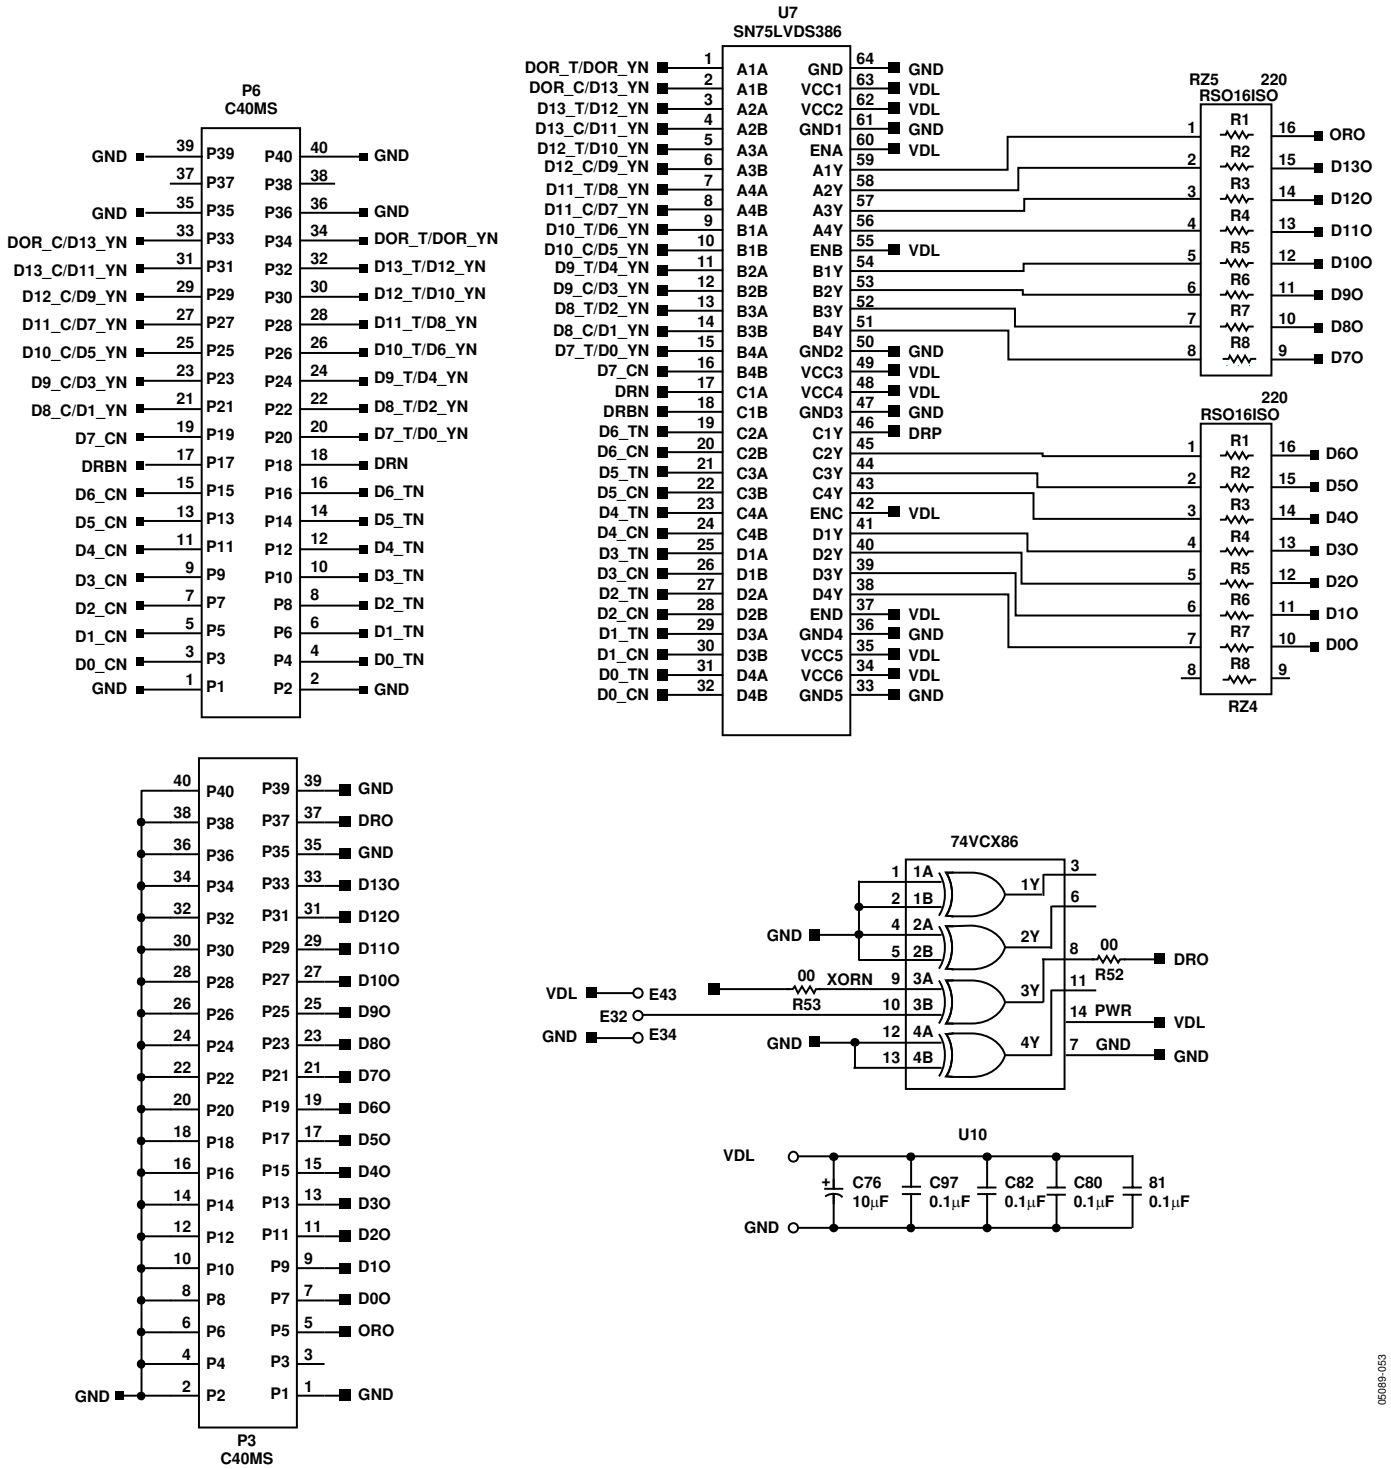 P6
C40MS
GND 39 P39 P40 40 GND
37 P37 P38 38
GND 35 P35 P36 36 GND
DOR_C/D13_YN 33 P33 P34 34 DOR_T/DOR_YN
D13_C/D11_YN 31 P31 P32 32 D13_T/D12_YN
D12_C/D9_YN 29 P29 P30 30 D12_T/D10_YN
D11_C/D7_YN 27 P27 P28 28 D11_T/D8_YN
D10_C/D5_YN 25 P25 P26 26 D10_T/D6_YN
D9_C/D3_YN 23 P23 P24 24 D9_T/D4_YN
D8_C/D1_YN 21 P21 P22 22 D8_T/D2_YN
D7_CN 19 P19 P20 20 D7_T/D0_YN
DRBN 17 P17 P18 18 DRN
D6_CN 15 P15 P16 16 D6_TN
D5_CN 13 P13 P14 14 D5_TN
D4_CN 11 P11 P12 12 D4_TN
D3_CN 9 P9 P10 10 D3_TN
D2_CN 7 P7 P8 8 D2_TN
D1_CN 5 P5 P6 6 D1_TN
D0_CN 3 P3 P4 4 D0_TN
GND 1 P1 P2 2 GND
U7
SN75LVDS386
DOR_T/DOR_YN 1 A1A GND 64 GND
DOR_C/D13_YN 2 A1B VCC1 63 VDL
D13_T/D12_YN 3 A2A VCC2 62 VDL
D13_C/D11_YN 4 A2B GND1 61 GND
D12_T/D10_YN 5 A3A ENA 60 VDL
D12_C/D9_YN 6 A3B A1Y 59
D11_T/D8_YN 7 A4A A2Y 58
D11_C/D7_YN 8 A4B A3Y 57
D10_T/D6_YN 9 B1A A4Y 56
D10_C/D5_YN 10 B1B ENB 55 VDL
D9_T/D4_YN 11 B2A B1Y 54
D9_C/D3_YN 12 B2B B2Y 53
D8_T/D2_YN 13 B3A B3Y 52
D8_C/D1_YN 14 B3B B4Y 51
D7_T/D0_YN 15 B4A GND2 50 GND
D7_CN 16 B4B VCC3 49 VDL
DRN 17 C1A VCC4 48 VDL
DRBN 18 C1B GND3 47 GND
D6_TN 19 C2A C1Y 46 DRP
D6_CN 20 C2B C2Y 45
D5_TN 21 C3A C3Y 44
D5_CN 22 C3B C4Y 43
D4_TN 23 C4A ENC 42 VDL
D4_CN 24 C4B D1Y 41
D3_TN 25 D1A D2Y 40
D3_CN 26 D1B D3Y 39
D2_TN 27 D2A D4Y 38
D2_CN 28 D2B END 37 VDL
D1_TN 29 D3A GND4 36 GND
D1_CN 30 D3B VCC5 35 VDL
D0_TN 31 D4A VCC6 34 VDL
D0_CN 32 D4B GND5 33 GND
RZ5 220
RSO16ISO
1 R1 16 ORO
2 R2 15 D13O
3 R3 14 D12O
4 R4 13 D11O
5 R5 12 D10O
6 R6 11 D9O
7 R7 10 D8O
8 R8 9 D7O
220
RSO16ISO
1 R1 16 D6O
2 R2 15 D5O
3 R3 14 D4O
4 R4 13 D3O
5 R5 12 D2O
6 R6 11 D1O
7 R7 10 D0O
8 R8 9
RZ4
40 P40 P39 39 GND
38 P38 P37 37 DRO
36 P36 P35 35 GND
34 P34 P33 33 D13O
32 P32 P31 31 D12O
30 P30 P29 29 D11O
28 P28 P27 27 D10O
26 P26 P25 25 D9O
24 P24 P23 23 D8O
22 P22 P21 21 D7O
20 P20 P19 19 D6O
18 P18 P17 17 D5O
16 P16 P15 15 D4O
14 P14 P13 13 D3O
12 P12 P11 11 D2O
10 P10 P9 9 D1O
8 P8 P7 7 D0O
6 P6 P5 5 ORO
4 P4 P3 3
GND 2 P2 P1 1 GND
P3
C40MS
74VCX86
1 1A 1Y 3
2 1B 6
GND 4 2A 2Y
5 2B 8 00 DRO
R52
VDL E43 00 XORN 9 3A 3Y 11
R53
E32 10 3B 14 PWR VDL
GND E34 GND 12 4A 4Y 7 GND GND
13 4B
U10
VDL
+ C76 C97 C82 C80 81
10μF 0.1μF 0.1μF 0.1μF 0.1μF
GND
05089-053